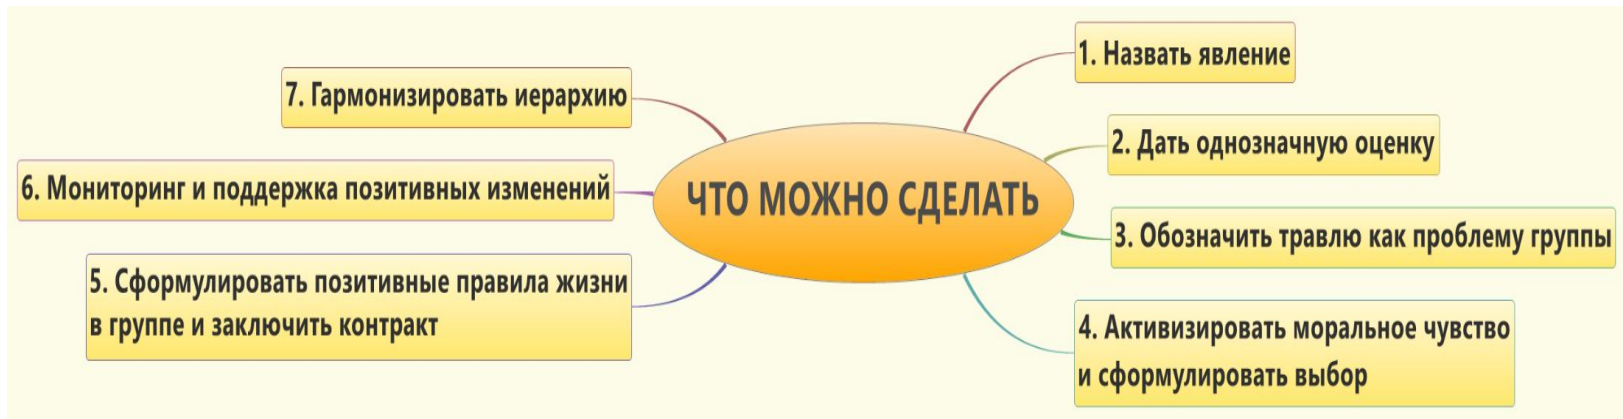 ЧТО МОЖНО СДЕЛАТЬ
1. Назвать явление
2. Дать однозначную оценку
3. Обозначить травлю как проблему группы
4. Активизировать моральное чувство
и сформулировать выбор
5. Сформулировать позитивные правила жизни
в группе и заключить контракт
6. Мониторинг и поддержка позитивных изменений
7. Гармонизировать иерархию